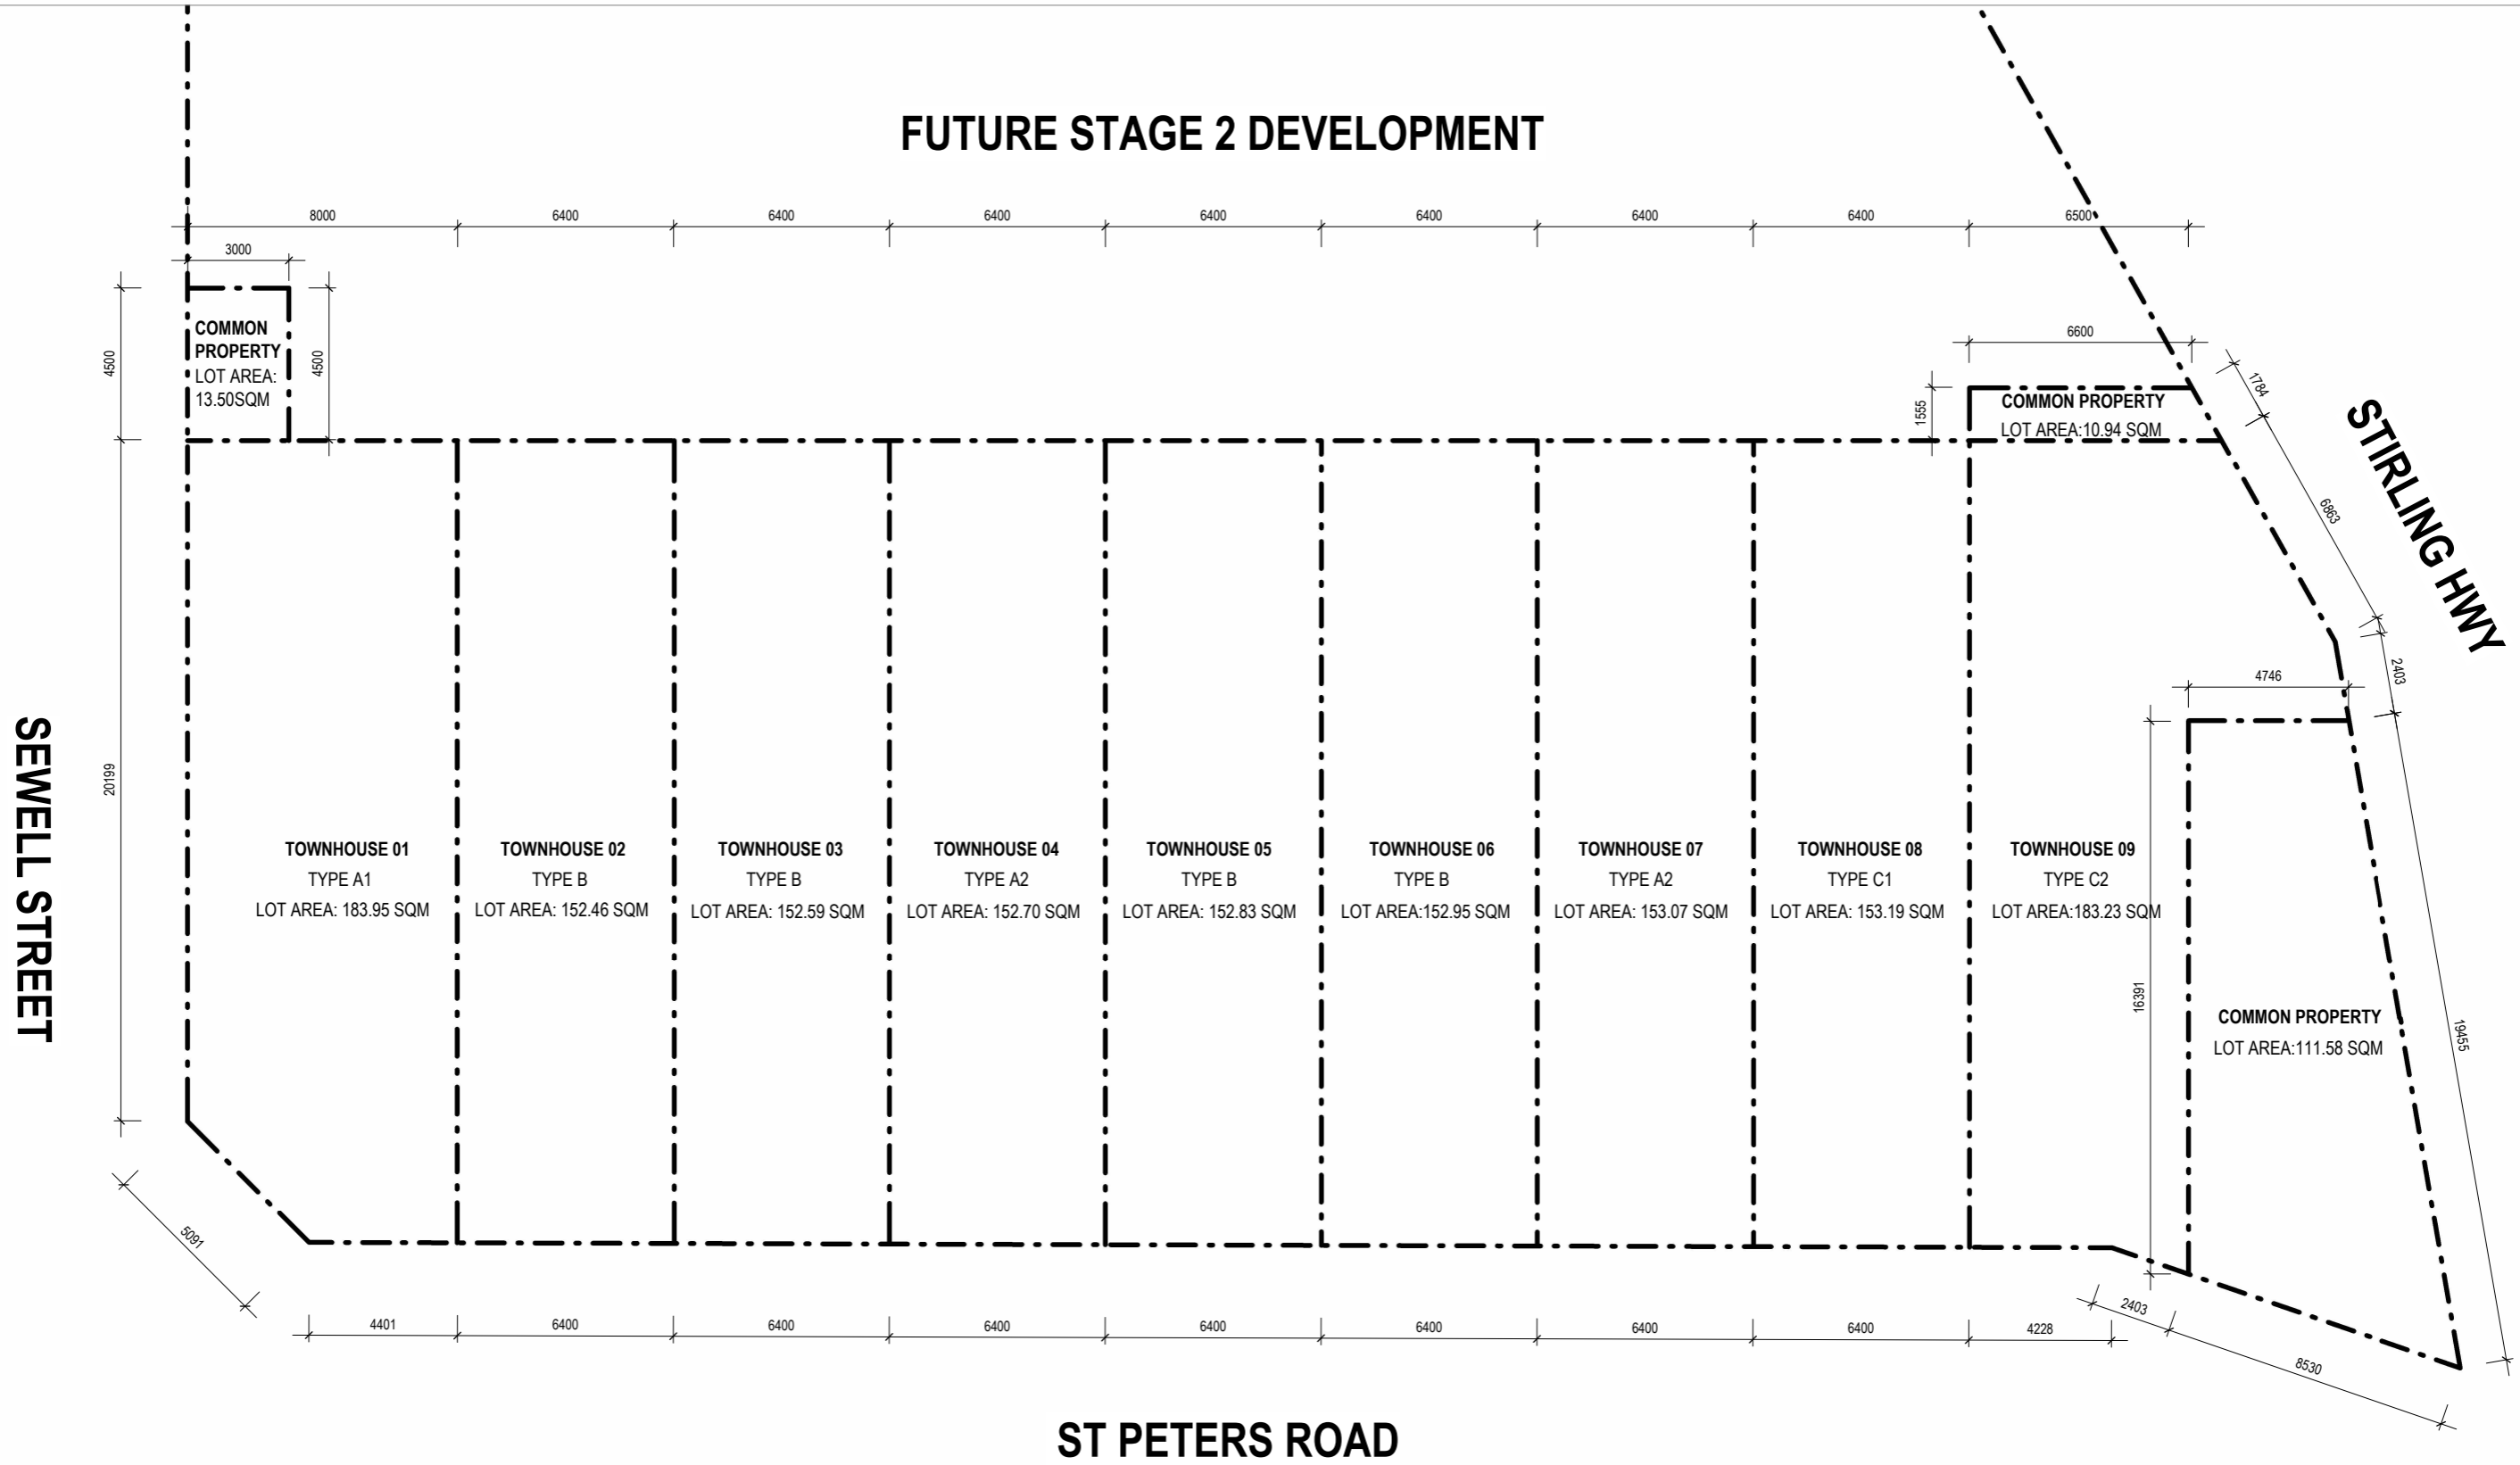 FUTURE STAGE 2 DEVELOPMENT
8000 6400 6400 6400 6400 6400 6400 6400 6500
3000
4500
4500
COMMON
PROPERTY
LOT AREA:
13.50SQM
6600
1555
COMMON PROPERTY
LOT AREA:10.94 SQM
1784
6863
2403
STIRLING HWY
4746
20199
SEWELL STREET
TOWNHOUSE 01
TYPE A1
LOT AREA: 183.95 SQM
TOWNHOUSE 02
TYPE B
LOT AREA: 152.46 SQM
TOWNHOUSE 03
TYPE B
LOT AREA: 152.59 SQM
TOWNHOUSE 04
TYPE A2
LOT AREA: 152.70 SQM
TOWNHOUSE 05
TYPE B
LOT AREA: 152.83 SQM
TOWNHOUSE 06
TYPE B
LOT AREA:152.95 SQM
TOWNHOUSE 07
TYPE A2
LOT AREA: 153.07 SQM
TOWNHOUSE 08
TYPE C1
LOT AREA: 153.19 SQM
TOWNHOUSE 09
TYPE C2
LOT AREA:183.23 SQM
16391
COMMON PROPERTY
LOT AREA:111.58 SQM
19455
5091
4401 6400 6400 6400 6400 6400 6400 6400 4228
2403
8530
ST PETERS ROAD